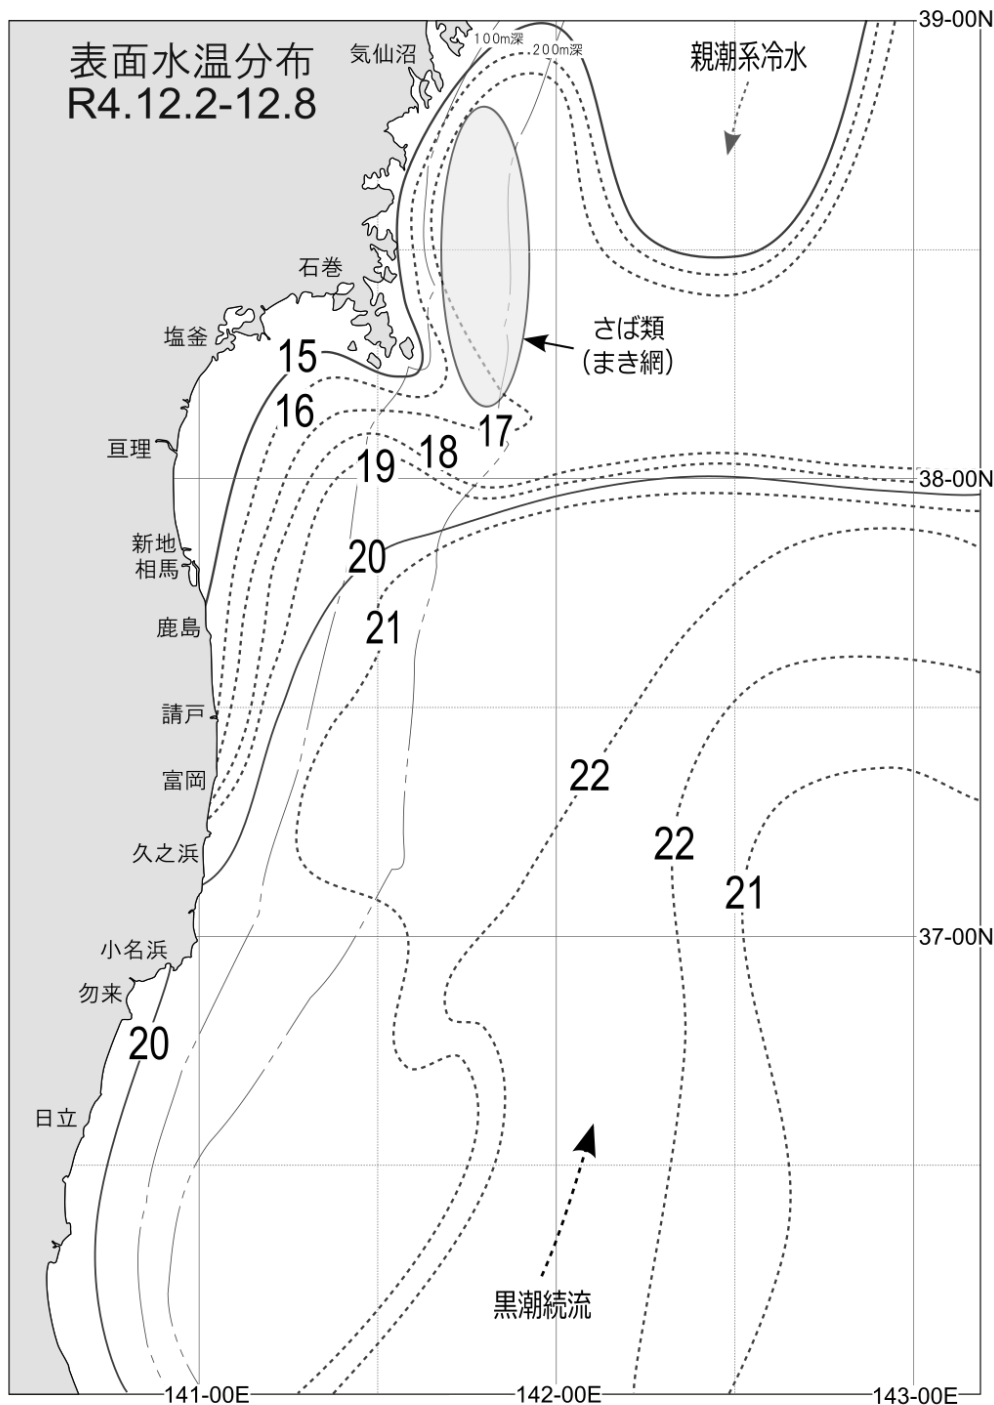 表面水温分布
R4.12.2-12.8
気仙沼
100m深
200m深
親潮系冷水
39-00N
石巻
塩釜
さば類
(まき網)
15
16
17
亘理
18
19
38-00N
新地
相馬
20
鹿島
21
請戸
富岡
22
久之浜
22
21
小名浜
37-00N
勿来
20
日立
黒潮続流
141-00E
142-00E
143-00E